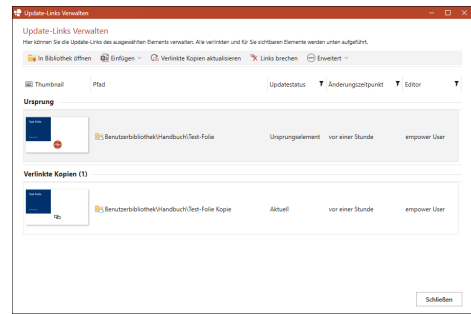 Update-Links Verwalten
Update-Links Verwalten
Hier können Sie die Update-Links des ausgewählten Elements verwalten. Alle verlinkten und für Sie sichtbaren Elemente werden unten aufgeführt.
In Bibliothek öffnen Einfügen Verlinkte Kopien aktualisieren Links brechen Erweitert
Thumbnail Pfad Updatestatus Änderungszeitpunkt Editor
Ursprung
Test-Folie
Benutzerbibliothek\Handbuch\Test-Folie Ursprungselement vor einer Stunde empower User
Verlinkte Kopien (1)
Test-Folie
Benutzerbibliothek\Handbuch\Test-Folie Kopie Aktuell vor einer Stunde empower User
Schließen